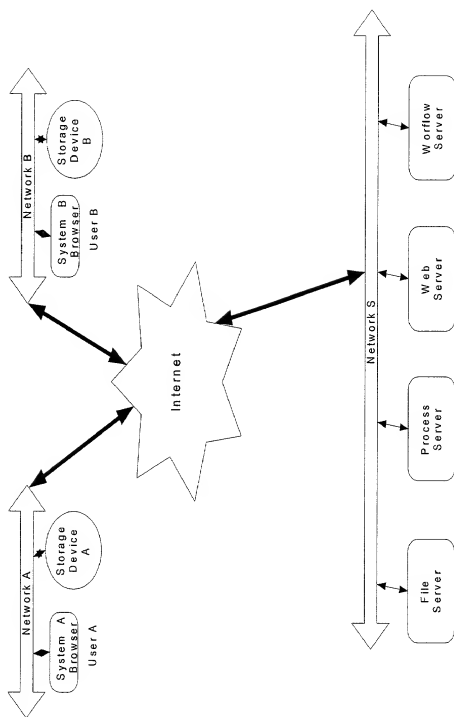 Network A
System A
Browser
User A
Storage
Device
A
Network B
System B
Browser
User B
Storage
Device
B
Internet
Network S
File
Server
Process
Server
Web
Server
Worflow
Server